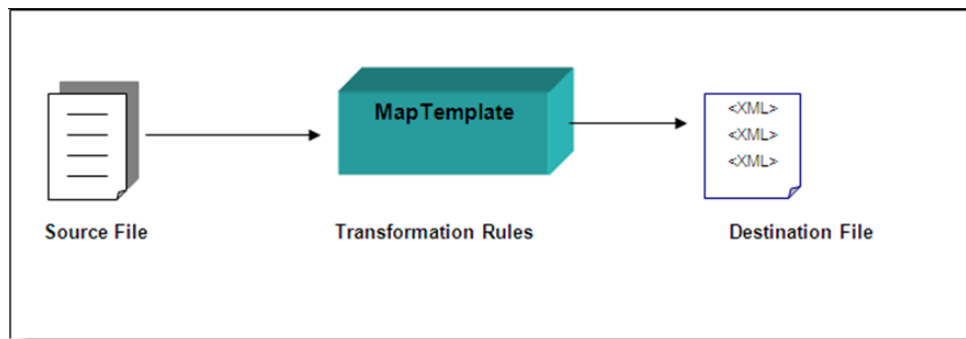 MapTemplate
<XML>
<XML>
<XML>
Source File
Transformation Rules
Destination File